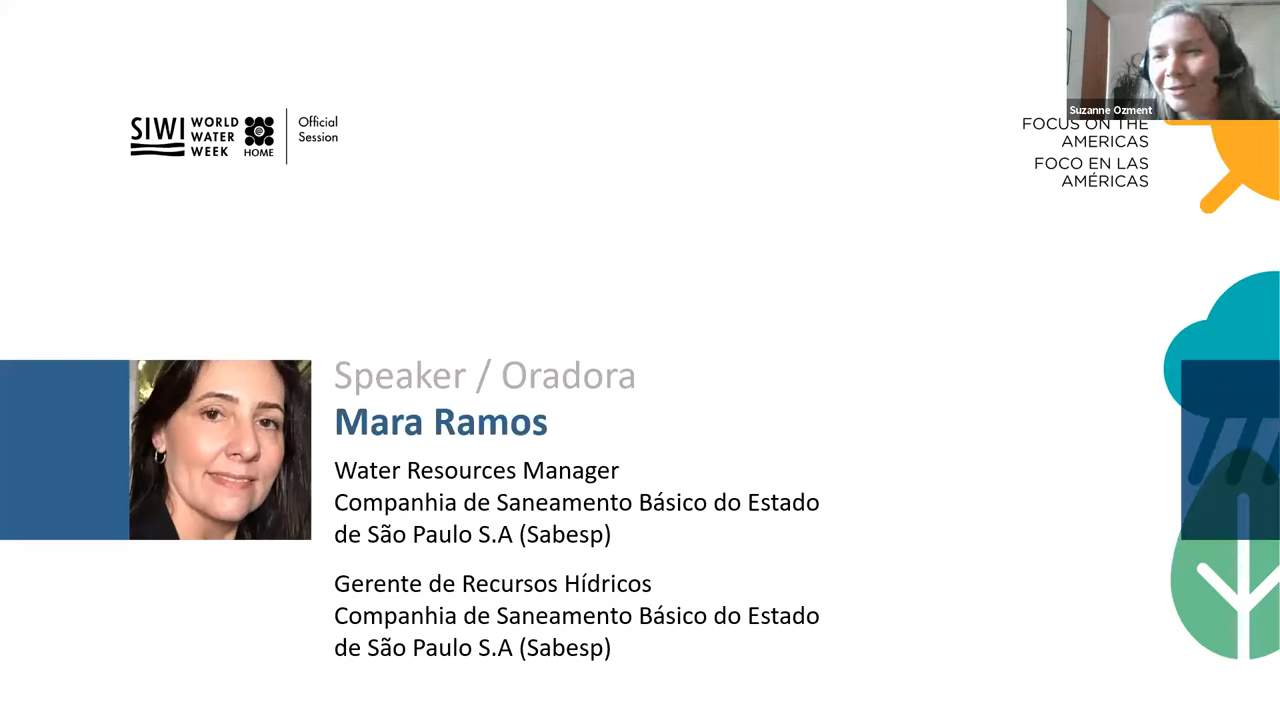 SIWI
WORLD
WATER
WEEK
@
HOME
Official
Session
Suzanne Ozment
FOCUS ON THE
AMERICAS
FOCO EN LAS
AMÉRICAS
Speaker / Oradora
Mara Ramos
Water Resources Manager
Companhia de Saneamento Básico do Estado
de São Paulo S.A (Sabesp)
Gerente de Recursos Hídricos
Companhia de Saneamento Básico do Estado
de São Paulo S.A (Sabesp)